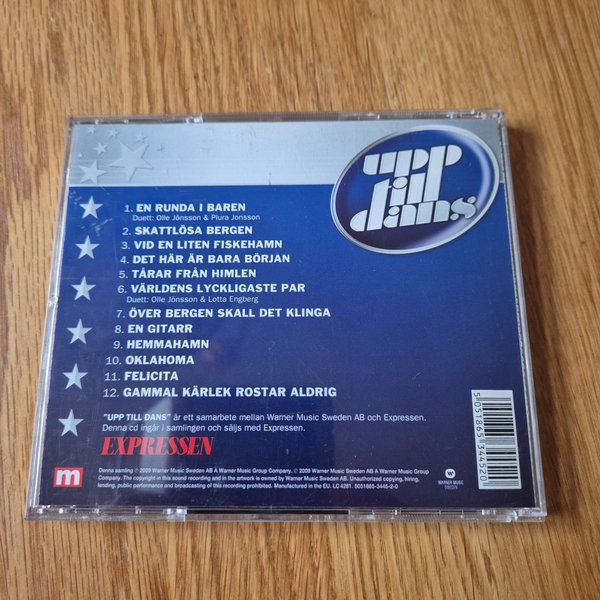 upp
till
dans
1. EN RUNDA I BAREN
Duett: Olle Jönsson & Plura Jonsson
2. SKATTLÖSA BERGEN
3. VID EN LITEN FISKEHAMN
4. DET HÄR ÄR BARA BÖRJAN
5. TÅRAR FRÅN HIMLEN
6. VÄRLDENS LYCKLIGASTE PAR
Duett: Olle Jönsson & Lotta Engberg
7. ÖVER BERGEN SKALL DET KLINGA
8. EN GITARR
9. HEMMAHAMN
10. OKLAHOMA
11. FELICITA
12. GAMMAL KÄRLEK ROSTAR ALDRIG
"UPP TILL DANS" är ett samarbete mellan Warner Music Sweden AB och Expressen.
Denna cd ingår i samlingen och säljs med Expressen.
EXPRESSEN
m
Denna samling ℗ 2009 Warner Music Sweden AB A Warner Music Group Company. © 2009 Warner Music Sweden AB A Warner Music Group
Company. The copyright in this sound recording and in the artwork is owned by Warner Music Sweden AB. Unauthorized copying, hiring,
lending, public performance and broadcasting of this recording prohibited. Manufactured in the EU. LC 4281. 5051865-3445-2-0
WARNER MUSIC
SWEDEN
5 051865 344520